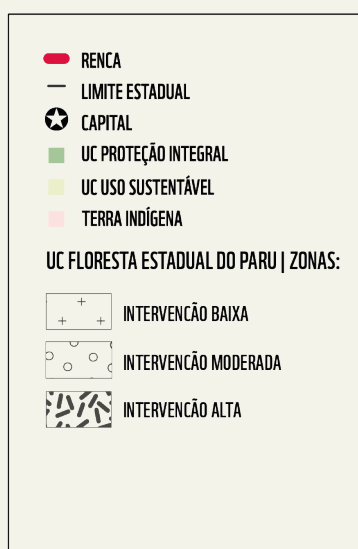 RENCA
LIMITE ESTADUAL
CAPITAL
UC PROTEÇÃO INTEGRAL
UC USO SUSTENTÁVEL
TERRA INDÍGENA
UC FLORESTA ESTADUAL DO PARU | ZONAS:
INTERVENCÃO BAIXA
INTERVENCÃO MODERADA
INTERVENCÃO ALTA